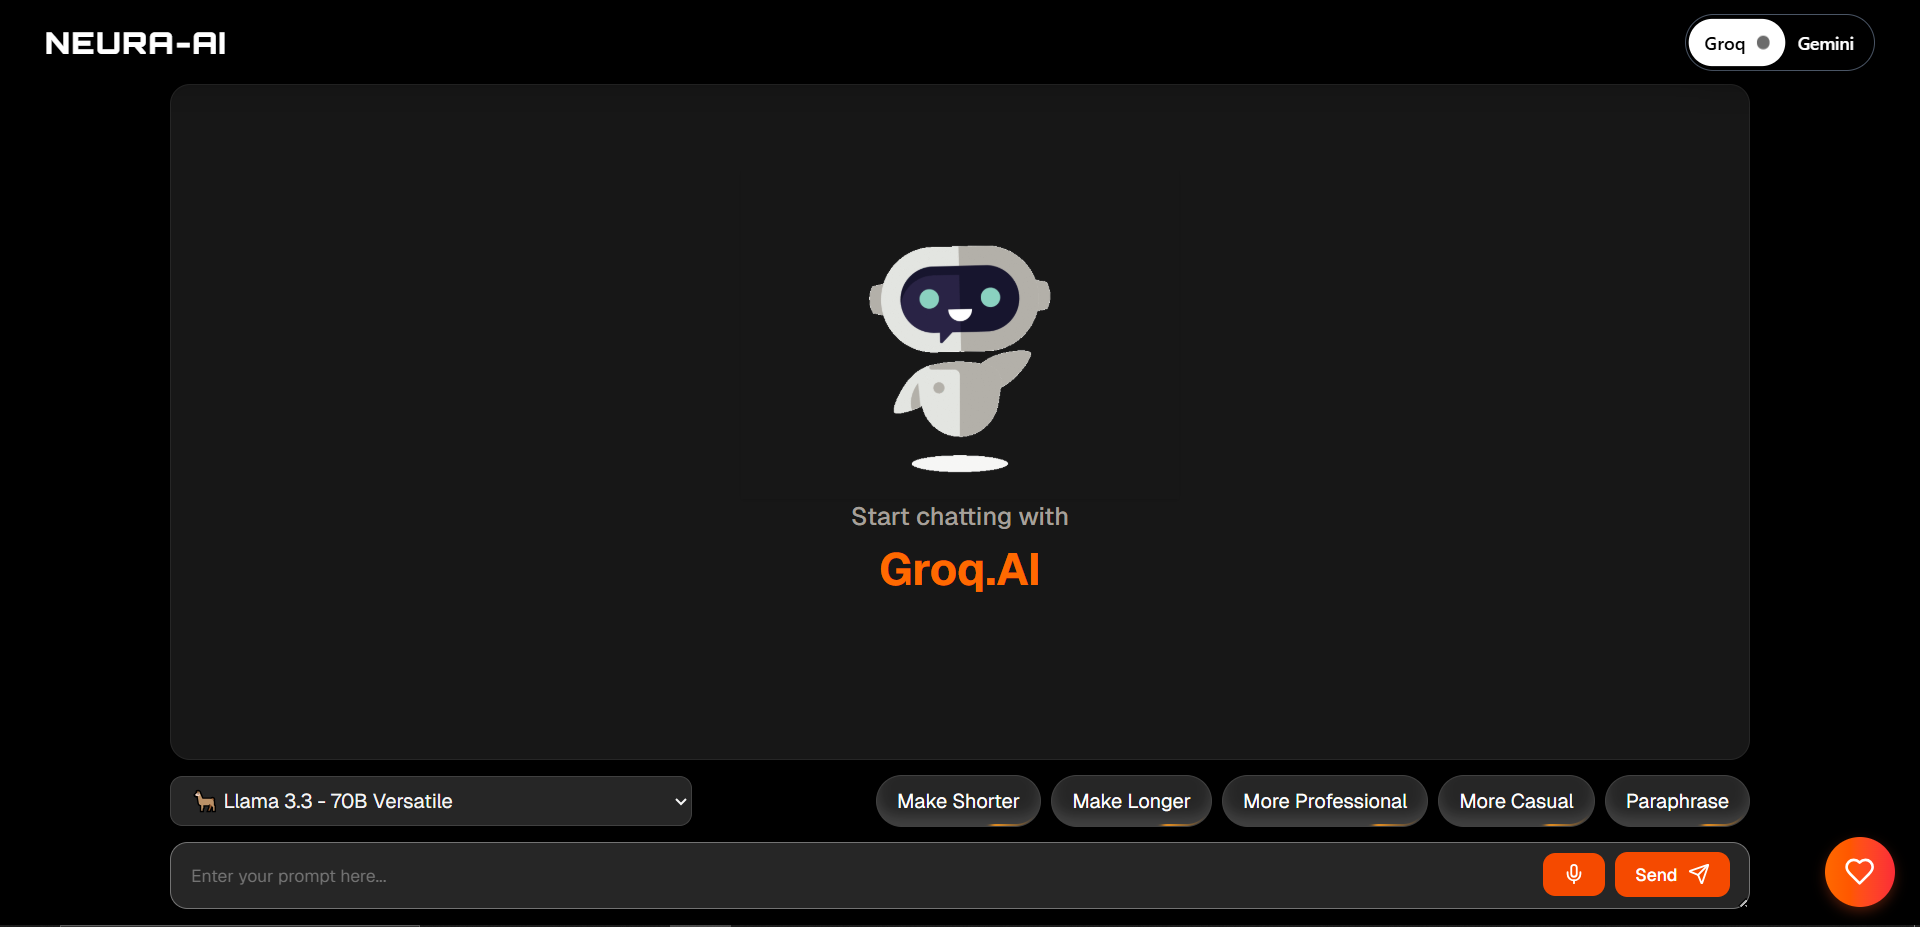 NEURA-AI
Groq
Gemini
Start chatting with
Groq.AI
Llama 3.3 - 70B Versatile
Make Shorter
Make Longer
More Professional
More Casual
Paraphrase
Enter your prompt here...
Send